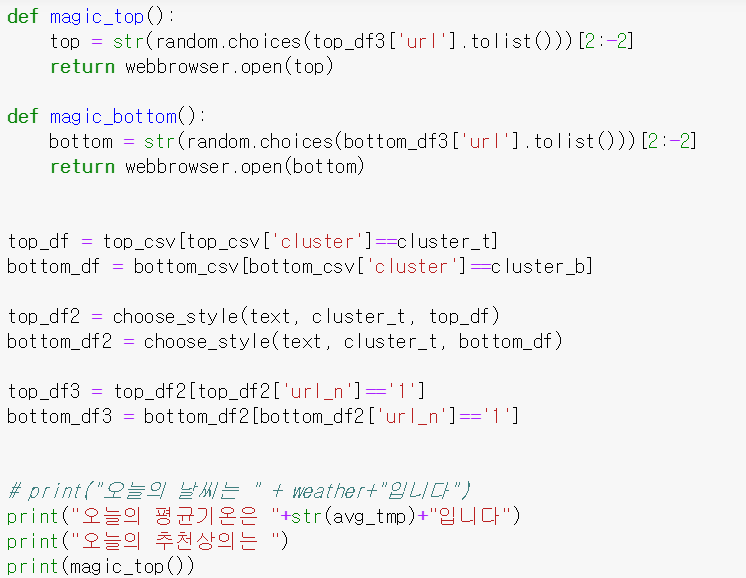 def magic_top():
    top = str(random.choices(top_df3['url'].tolist()))[2:-2]
    return webbrowser.open(top)

def magic_bottom():
    bottom = str(random.choices(bottom_df3['url'].tolist()))[2:-2]
    return webbrowser.open(bottom)


top_df = top_csv[top_csv['cluster']==cluster_t]
bottom_df = bottom_csv[bottom_csv['cluster']==cluster_b]

top_df2 = choose_style(text, cluster_t, top_df)
bottom_df2 = choose_style(text, cluster_t, bottom_df)

top_df3 = top_df2[top_df2['url_n']=='1']
bottom_df3 = bottom_df2[bottom_df2['url_n']=='1']


# print("오늘의 날씨는 " + weather+"입니다")
print("오늘의 평균기온은 "+str(avg_tmp)+"입니다")
print("오늘의 추천상의는 ")
print(magic_top())